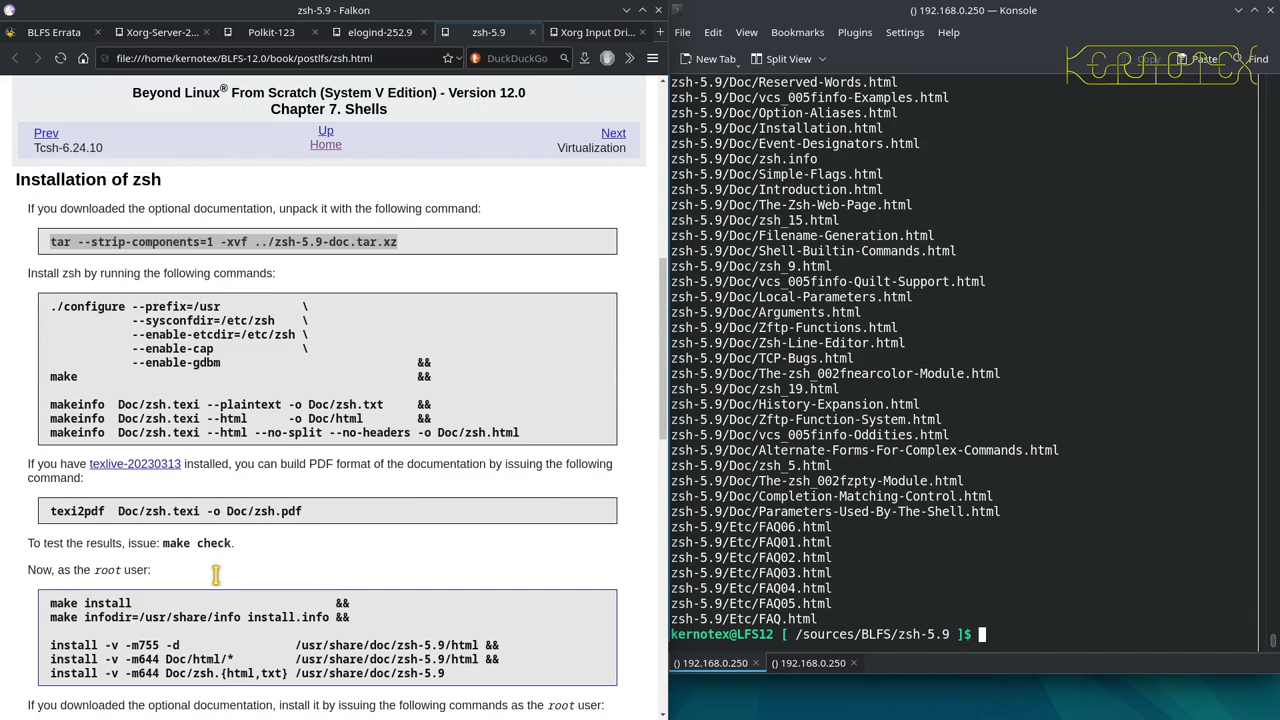 zsh-5.9 - Falkon
BLFS Errata
Xorg-Server-2...
Polkit-123
elogind-252.9
zsh-5.9
Xorg Input Dri...
file:///home/kernotex/BLFS-12.0/book/postlfs/zsh.html
DuckDuckGo
Beyond Linux® From Scratch (System V Edition) - Version 12.0
Chapter 7. Shells
Prev Up Next
Tcsh-6.24.10 Home Virtualization
Installation of zsh
If you downloaded the optional documentation, unpack it with the following command:
tar --strip-components=1 -xvf ../zsh-5.9-doc.tar.xz
Install zsh by running the following commands:
./configure --prefix=/usr \
--sysconfdir=/etc/zsh \
--enable-etcdir=/etc/zsh \
--enable-cap \
--enable-gdbm &&
make &&
makeinfo Doc/zsh.texi --plaintext -o Doc/zsh.txt &&
makeinfo Doc/zsh.texi --html -o Doc/html &&
makeinfo Doc/zsh.texi --html --no-split --no-headers -o Doc/zsh.html
If you have texlive-20230313 installed, you can build PDF format of the documentation by issuing the following
command:
texi2pdf Doc/zsh.texi -o Doc/zsh.pdf
To test the results, issue: make check.
Now, as the root user:
make install &&
make infodir=/usr/share/info install.info &&
install -v -m755 -d /usr/share/doc/zsh-5.9/html &&
install -v -m644 Doc/html/* /usr/share/doc/zsh-5.9/html &&
install -v -m644 Doc/zsh.{html,txt} /usr/share/doc/zsh-5.9
If you downloaded the optional documentation, install it by issuing the following commands as the root user:
() 192.168.0.250 — Konsole
File Edit View Bookmarks Plugins Settings Help
New Tab Split View Copy Paste Find
KERNOTEX
zsh-5.9/Doc/Reserved-Words.html
zsh-5.9/Doc/vcs_005finfo-Examples.html
zsh-5.9/Doc/Option-Aliases.html
zsh-5.9/Doc/Installation.html
zsh-5.9/Doc/Event-Designators.html
zsh-5.9/Doc/zsh.info
zsh-5.9/Doc/Simple-Flags.html
zsh-5.9/Doc/Introduction.html
zsh-5.9/Doc/The-Zsh-Web-Page.html
zsh-5.9/Doc/zsh_15.html
zsh-5.9/Doc/Filename-Generation.html
zsh-5.9/Doc/Shell-Builtin-Commands.html
zsh-5.9/Doc/zsh_9.html
zsh-5.9/Doc/vcs_005finfo-Quilt-Support.html
zsh-5.9/Doc/Local-Parameters.html
zsh-5.9/Doc/Arguments.html
zsh-5.9/Doc/Zftp-Functions.html
zsh-5.9/Doc/Zsh-Line-Editor.html
zsh-5.9/Doc/TCP-Bugs.html
zsh-5.9/Doc/The-zsh_002fnearcolor-Module.html
zsh-5.9/Doc/zsh_19.html
zsh-5.9/Doc/History-Expansion.html
zsh-5.9/Doc/Zftp-Function-System.html
zsh-5.9/Doc/vcs_005finfo-Oddities.html
zsh-5.9/Doc/Alternate-Forms-For-Complex-Commands.html
zsh-5.9/Doc/zsh_5.html
zsh-5.9/Doc/The-zsh_002fzpty-Module.html
zsh-5.9/Doc/Completion-Matching-Control.html
zsh-5.9/Doc/Parameters-Used-By-The-Shell.html
zsh-5.9/Etc/FAQ06.html
zsh-5.9/Etc/FAQ01.html
zsh-5.9/Etc/FAQ02.html
zsh-5.9/Etc/FAQ03.html
zsh-5.9/Etc/FAQ04.html
zsh-5.9/Etc/FAQ05.html
zsh-5.9/Etc/FAQ.html
kernotex@LFS12 [ /sources/BLFS/zsh-5.9 ]$
() 192.168.0.250
() 192.168.0.250